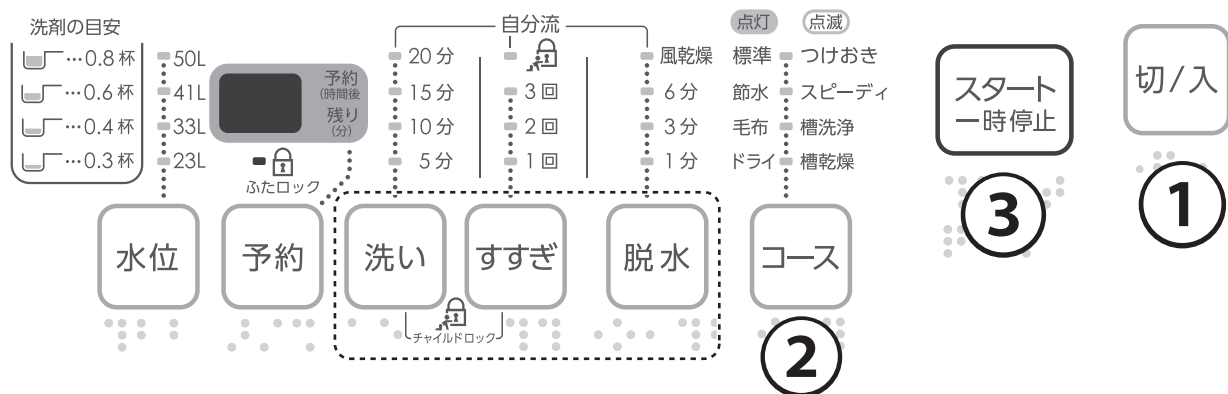 洗剤の目安
…0.8 杯
…0.6 杯
…0.4 杯
…0.3 杯
50L
41L
33L
23L
予約
(時間後
残り
(分)
ふたロック
自分流
20 分
15 分
10 分
5 分
3 回
2 回
1 回
風乾燥
6 分
3 分
1 分
点灯 点滅
標準 つけおき
節水 スピーディ
毛布 槽洗浄
ドライ 槽乾燥
水位
予約
洗い
すすぎ
脱水
コース
チャイルドロック
②
スタート
一時停止
③
切/入
①